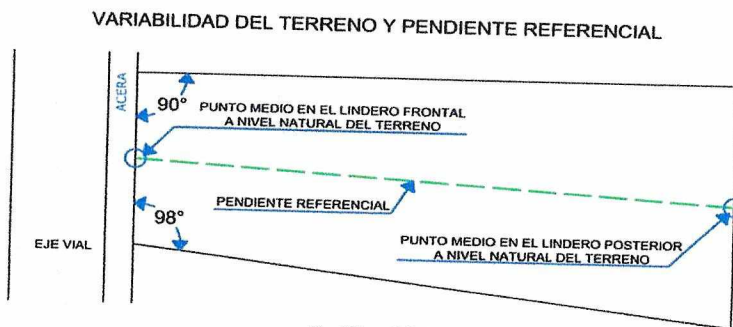 VARIABILIDAD DEL TERRENO Y PENDIENTE REFERENCIAL
ACERA
90°
PUNTO MEDIO EN EL LINDERO FRONTAL
A NIVEL NATURAL DEL TERRENO
PENDIENTE REFERENCIAL
98°
EJE VIAL
PUNTO MEDIO EN EL LINDERO POSTERIOR
A NIVEL NATURAL DEL TERRENO